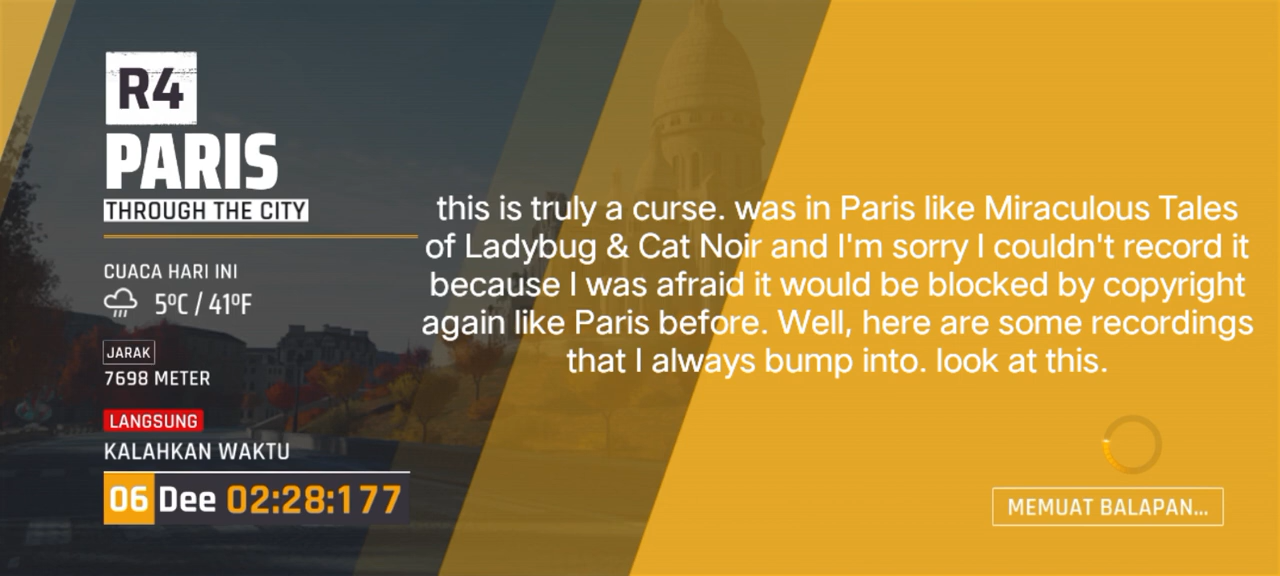 R4
PARIS
THROUGH THE CITY
CUACA HARI INI
5ºC / 41ºF
JARAK
7698 METER
LANGSUNG
KALAHKAN WAKTU
06 Dee 02:28:177
this is truly a curse. was in Paris like Miraculous Tales
of Ladybug & Cat Noir and I'm sorry I couldn't record it
because I was afraid it would be blocked by copyright
again like Paris before. Well, here are some recordings
that I always bump into. look at this.
MEMUAT BALAPAN...